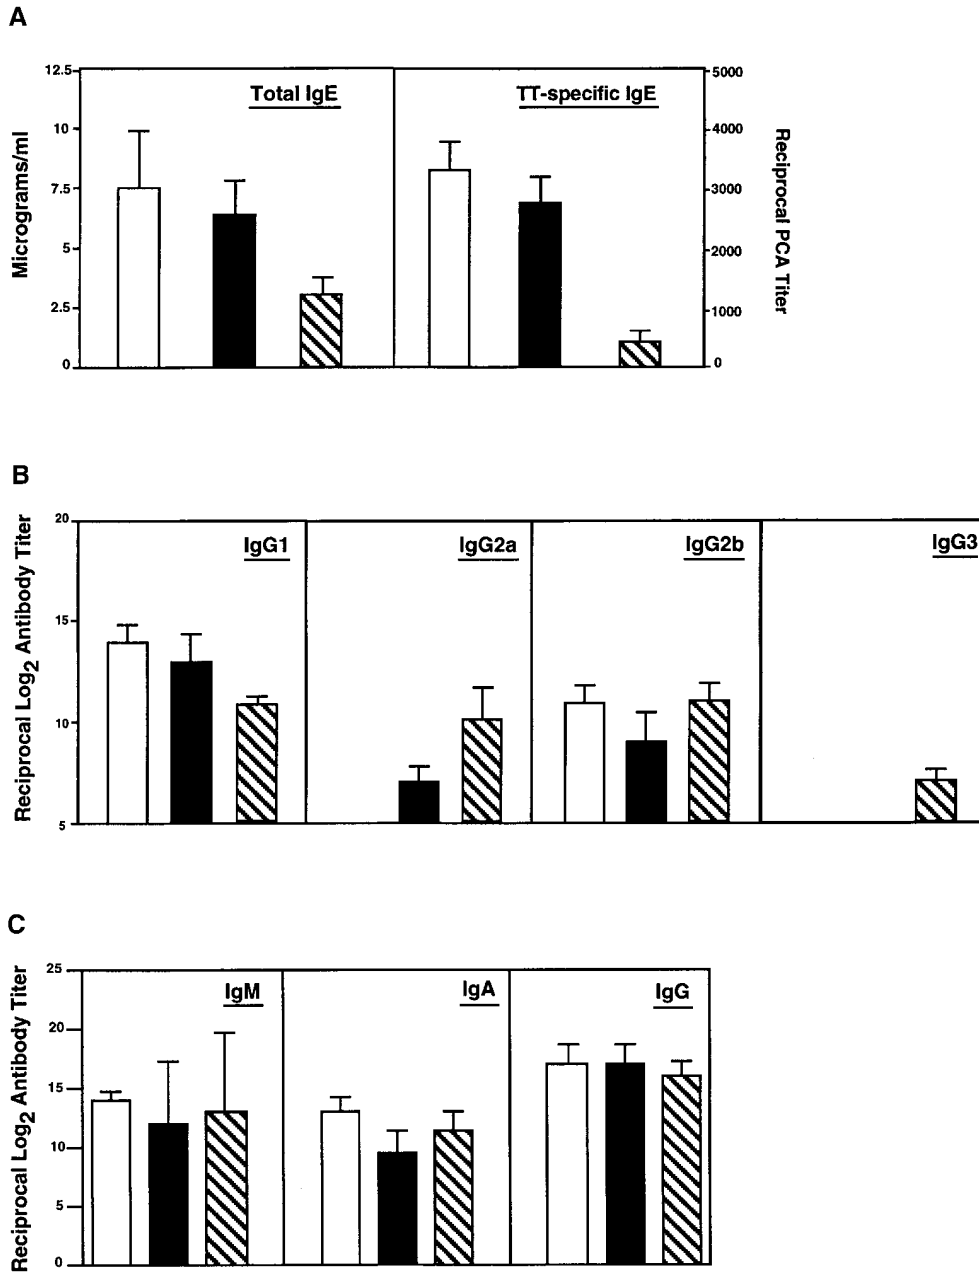 A
Total IgE
TT-specific IgE
Micrograms/ml
12.5
10
7.5
5
2.5
0
5000
4000
3000
2000
1000
0
Reciprocal PCA Titer
B
Reciprocal Log2 Antibody Titer
20
15
10
5
IgG1
IgG2a
IgG2b
IgG3
C
Reciprocal Log2 Antibody Titer
25
20
15
10
5
0
IgM
IgA
IgG